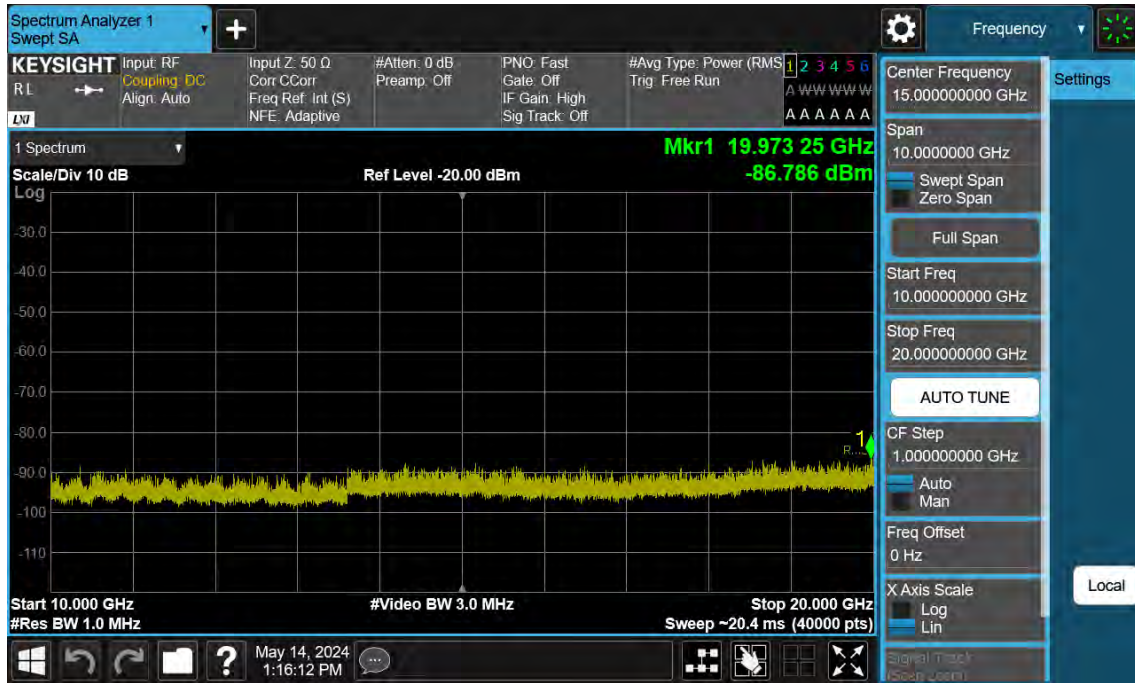 Spectrum Analyzer 1
Swept SA
Frequency
KEYSIGHT
RL
LXI
Input: RF
Coupling: DC
Align: Auto
Input Z: 50 Ω
Corr CCorr
Freq Ref: Int (S)
NFE: Adaptive
#Atten: 0 dB
Preamp: Off
PNO: Fast
Gate: Off
IF Gain: High
Sig Track: Off
#Avg Type: Power (RMS
Trig: Free Run
1 2 3 4 5 6
A W W W W W
A A A A A A
1 Spectrum
Mkr1 19.973 25 GHz
Scale/Div 10 dB
Ref Level -20.00 dBm
-86.786 dBm
Log
-30.0
-40.0
-50.0
-60.0
-70.0
-80.0
-90.0
-100
-110
1
Start 10.000 GHz
#Video BW 3.0 MHz
Stop 20.000 GHz
#Res BW 1.0 MHz
Sweep ~20.4 ms (40000 pts)
Center Frequency
15.000000000 GHz
Settings
Span
10.0000000 GHz
Swept Span
Zero Span
Full Span
Start Freq
10.000000000 GHz
Stop Freq
20.000000000 GHz
AUTO TUNE
CF Step
1.000000000 GHz
Auto
Man
Freq Offset
0 Hz
X Axis Scale
Log
Lin
Local
Signal Track
(Span Zoom)
?
May 14, 2024
1:16:12 PM